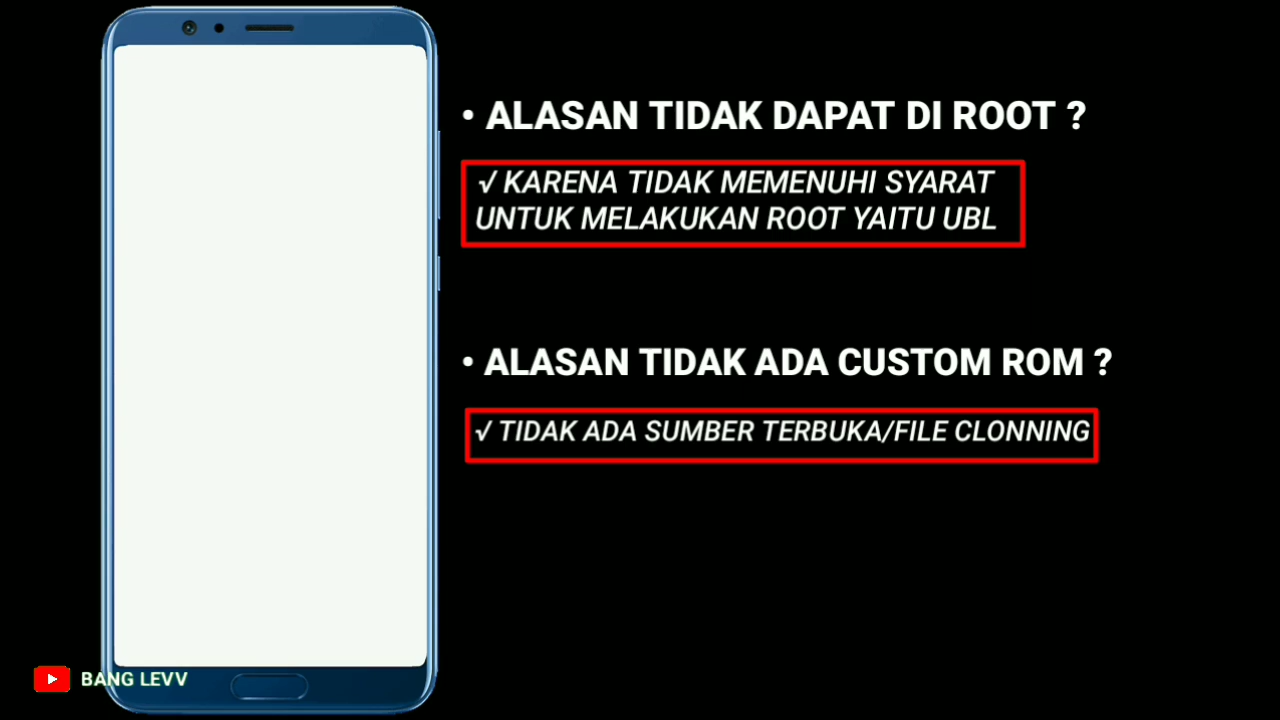 • ALASAN TIDAK DAPAT DI ROOT ?
√ KARENA TIDAK MEMENUHI SYARAT
UNTUK MELAKUKAN ROOT YAITU UBL
• ALASAN TIDAK ADA CUSTOM ROM ?
√ TIDAK ADA SUMBER TERBUKA/FILE CLONNING
BANG LEVV